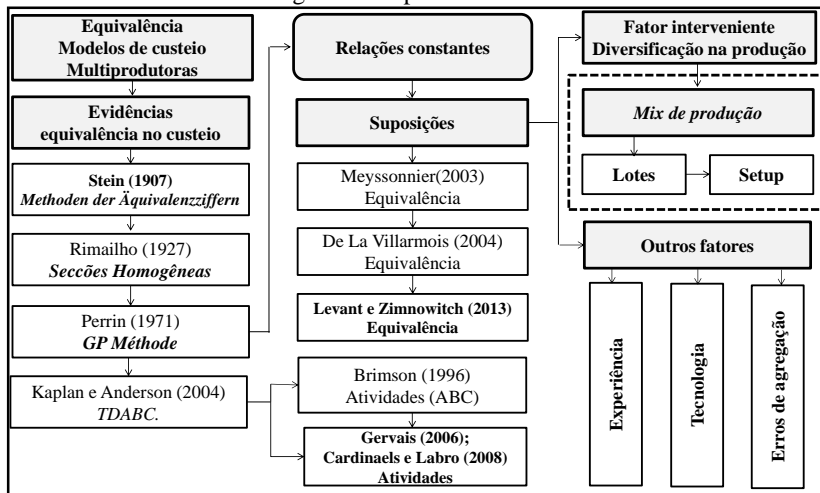 Equivalência
Modelos de custeio
Multiprodutoras
Evidências
equivalência no custeio
Stein (1907)
Methoden der Äquivalenzziffern
Rimailho (1927)
Seccões Homogêneas
Perrin (1971)
GP Méthode
Kaplan e Anderson (2004)
TDABC.
Relações constantes
Suposições
Meyssonnier(2003)
Equivalência
De La Villarmois (2004)
Equivalência
Levant e Zimnowitch (2013)
Equivalência
Brimson (1996)
Atividades (ABC)
Gervais (2006);
Cardinaels e Labro (2008)
Atividades
Fator interveniente
Diversificação na produção
Mix de produção
Lotes
Setup
Outros fatores
Experiência
Tecnologia
Erros de agregação